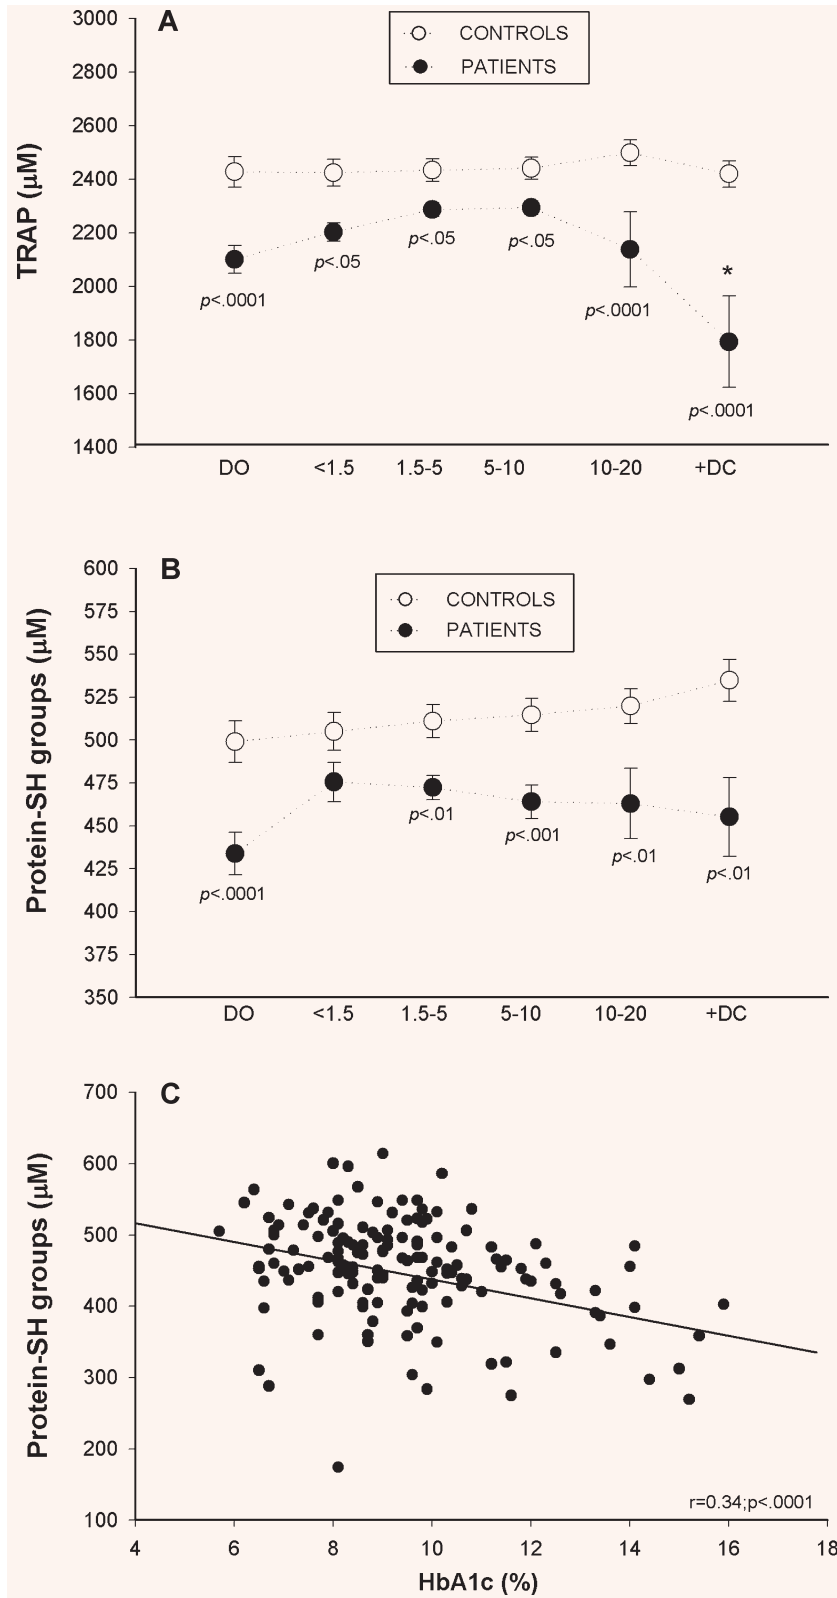 A
CONTROLS
PATIENTS
TRAP (µM)
3000
2800
2600
2400
2200
2000
1800
1600
1400
p<.0001
p<.05
p<.05
p<.05
p<.0001
*
p<.0001
DO <1.5 1.5-5 5-10 10-20 +DC
B
CONTROLS
PATIENTS
Protein-SH groups (µM)
600
575
550
525
500
475
450
425
400
375
350
p<.0001
p<.01
p<.001
p<.01
p<.01
DO <1.5 1.5-5 5-10 10-20 +DC
C
Protein-SH groups (µM)
700
600
500
400
300
200
100
r=0.34;p<.0001
4 6 8 10 12 14 16 18
HbA1c (%)